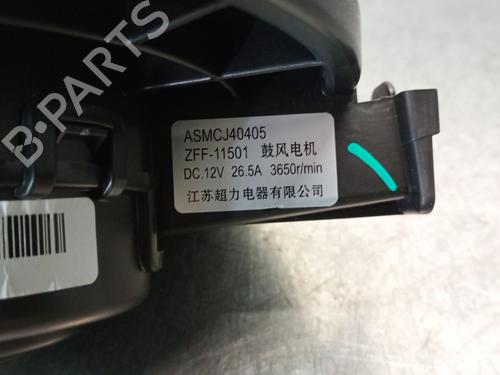 B-PARTS
ASMCJ40405
ZFF-11501 鼓风电机
DC.12V 26.5A 3650r/min
江苏超力电器有限公司